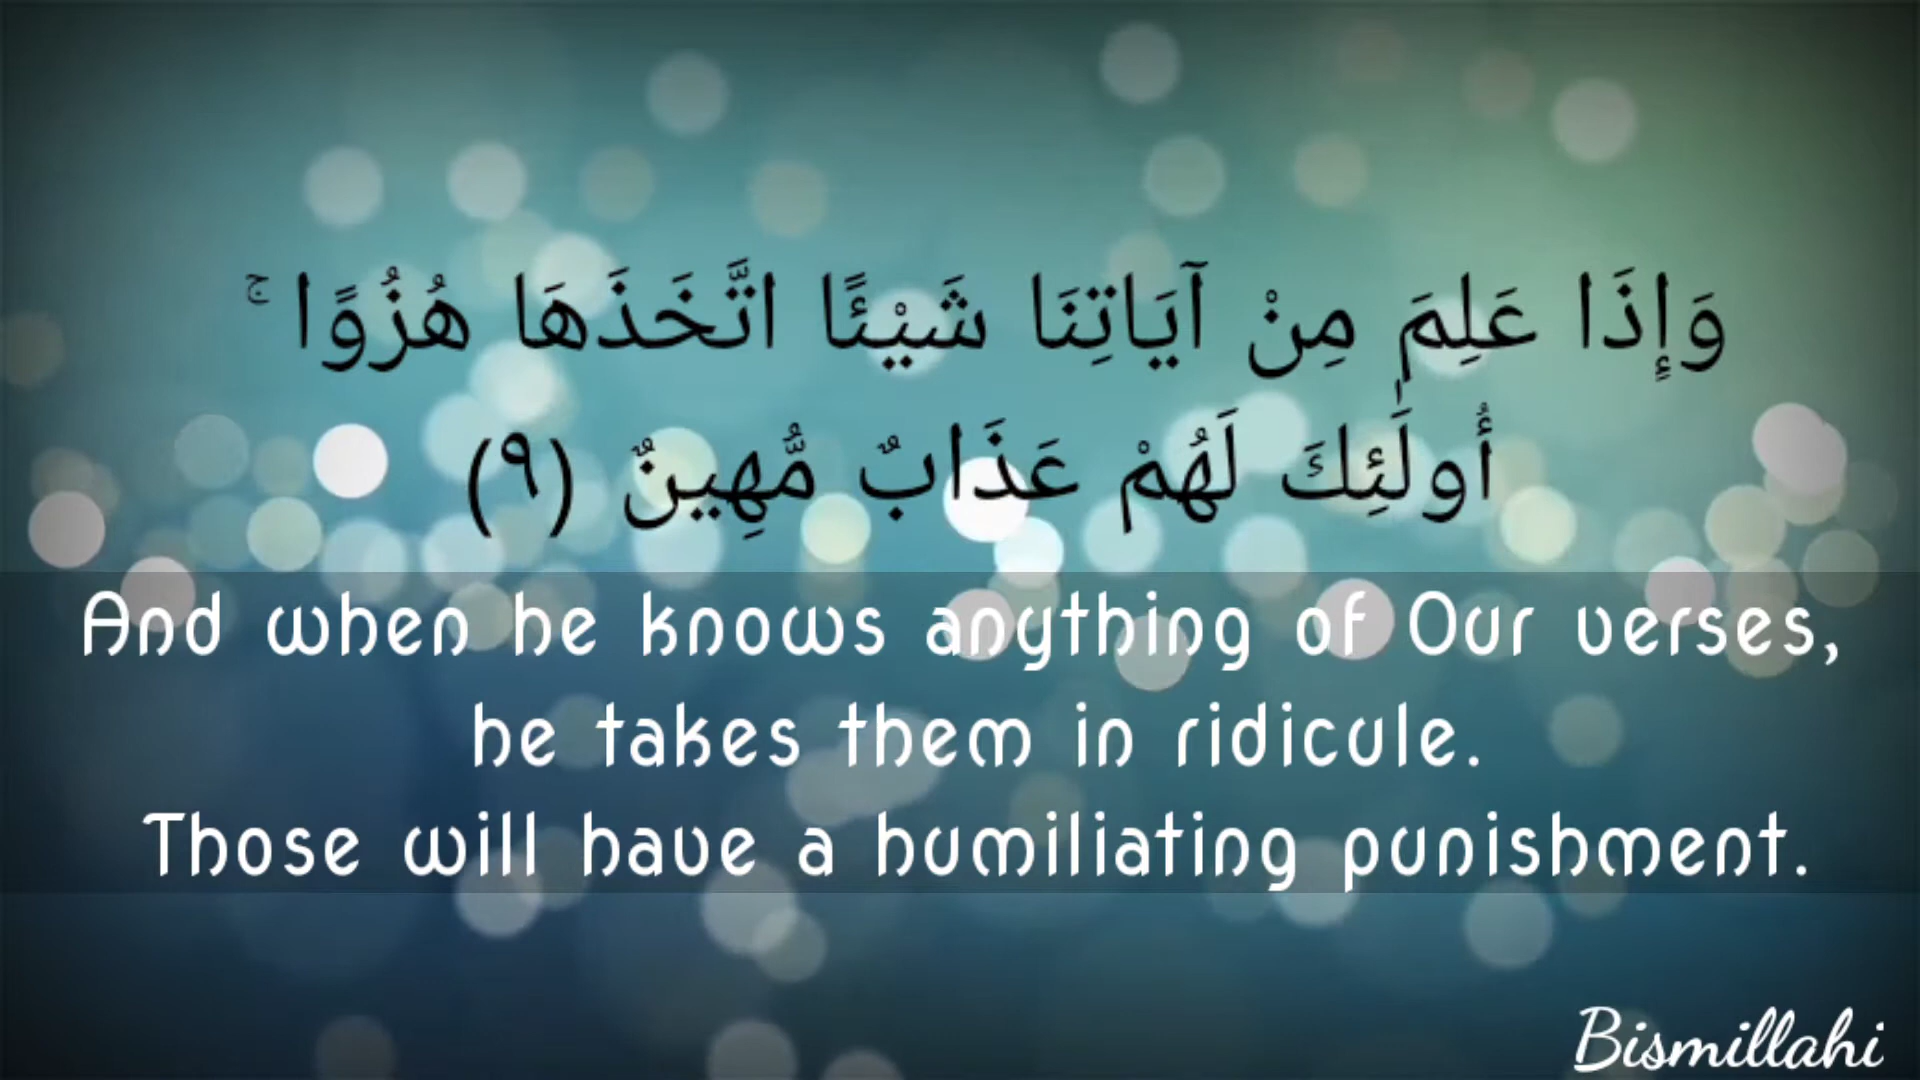 وَإِذَا عَلِمَ مِنْ آيَاتِنَا شَيْئًا اتَّخَذَهَا هُزُوًا ۚ
أُولَٰئِكَ لَهُمْ عَذَابٌ مُّهِينٌ (٩)
And when he knows anything of Our verses,
he takes them in ridicule.
Those will have a humiliating punishment.
Bismillahi